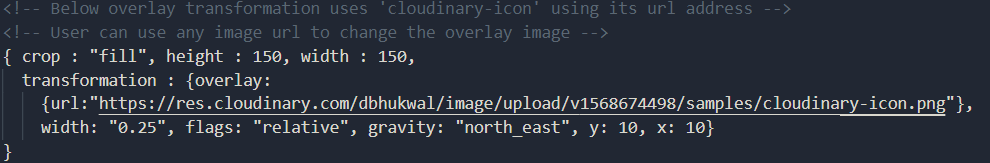 <!-- Below overlay transformation uses 'cloudinary-icon' using its url address -->
<!-- User can use any image url to change the overlay image -->
{ crop : "fill", height : 150, width : 150,
transformation : {overlay:
{url:"https://res.cloudinary.com/dbhukwal/image/upload/v1568674498/samples/cloudinary-icon.png"},
width: "0.25", flags: "relative", gravity: "north_east", y: 10, x: 10}
}